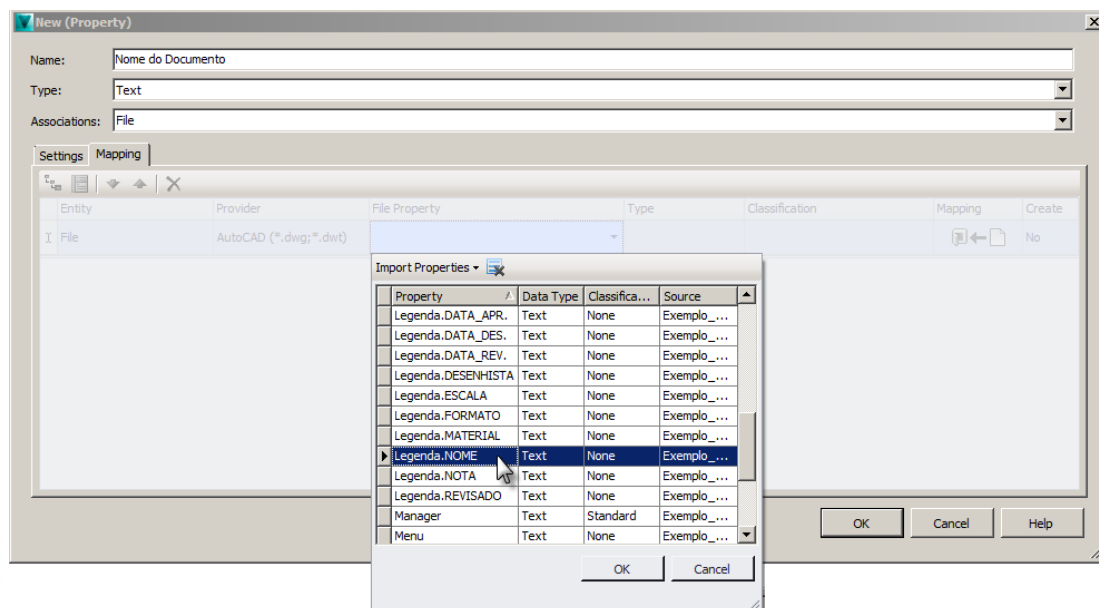 New (Property)
Name: Nome do Documento
Type: Text
Associations: File
Settings Mapping
Entity Provider File Property Type Classification Mapping Create
File AutoCAD (*.dwg;*.dwt) No
Import Properties
Property Data Type Classifica... Source
Legenda.DATA_APR. Text None Exemplo_...
Legenda.DATA_DES. Text None Exemplo_...
Legenda.DATA_REV. Text None Exemplo_...
Legenda.DESENHISTA Text None Exemplo_...
Legenda.ESCALA Text None Exemplo_...
Legenda.FORMATO Text None Exemplo_...
Legenda.MATERIAL Text None Exemplo_...
Legenda.NOME Text None Exemplo_...
Legenda.NOTA Text None Exemplo_...
Legenda.REVISADO Text None Exemplo_...
Manager Text Standard Exemplo_...
Menu Text None Exemplo_...
OK Cancel Help
OK Cancel